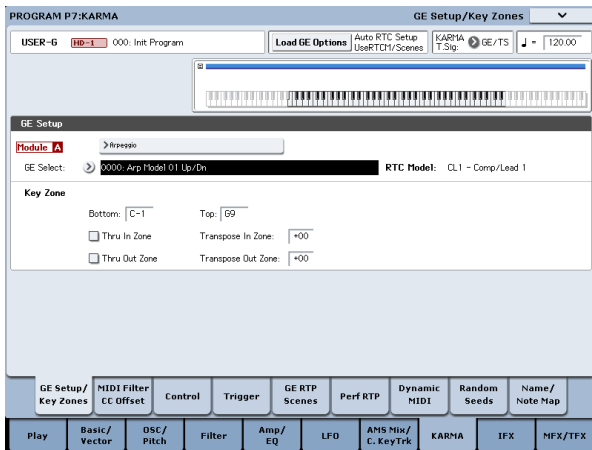 PROGRAM P7:KARMA GE Setup/Key Zones
USER-G HD-1 000: Init Program Load GE Options Auto RTC Setup UseRTCM/Scenes KARMA T.Sig: GE/TS ♩ = 120.00
GE Setup
Module A Arpeggio
GE Select: 0000: Arp Model 01 Up/Dn RTC Model: CL1 - Comp/Lead 1
Key Zone
Bottom: C-1 Top: G9
Thru In Zone Transpose In Zone: +00
Thru Out Zone Transpose Out Zone: +00
GE Setup/ Key Zones MIDI Filter CC Offset Control Trigger GE RTP Scenes Perf RTP Dynamic MIDI Random Seeds Name/ Note Map
Play Basic/ Vector OSC/ Pitch Filter Amp/ EQ LFO AMS Mix/ C. KeyTrk KARMA IFX MFX/TFX